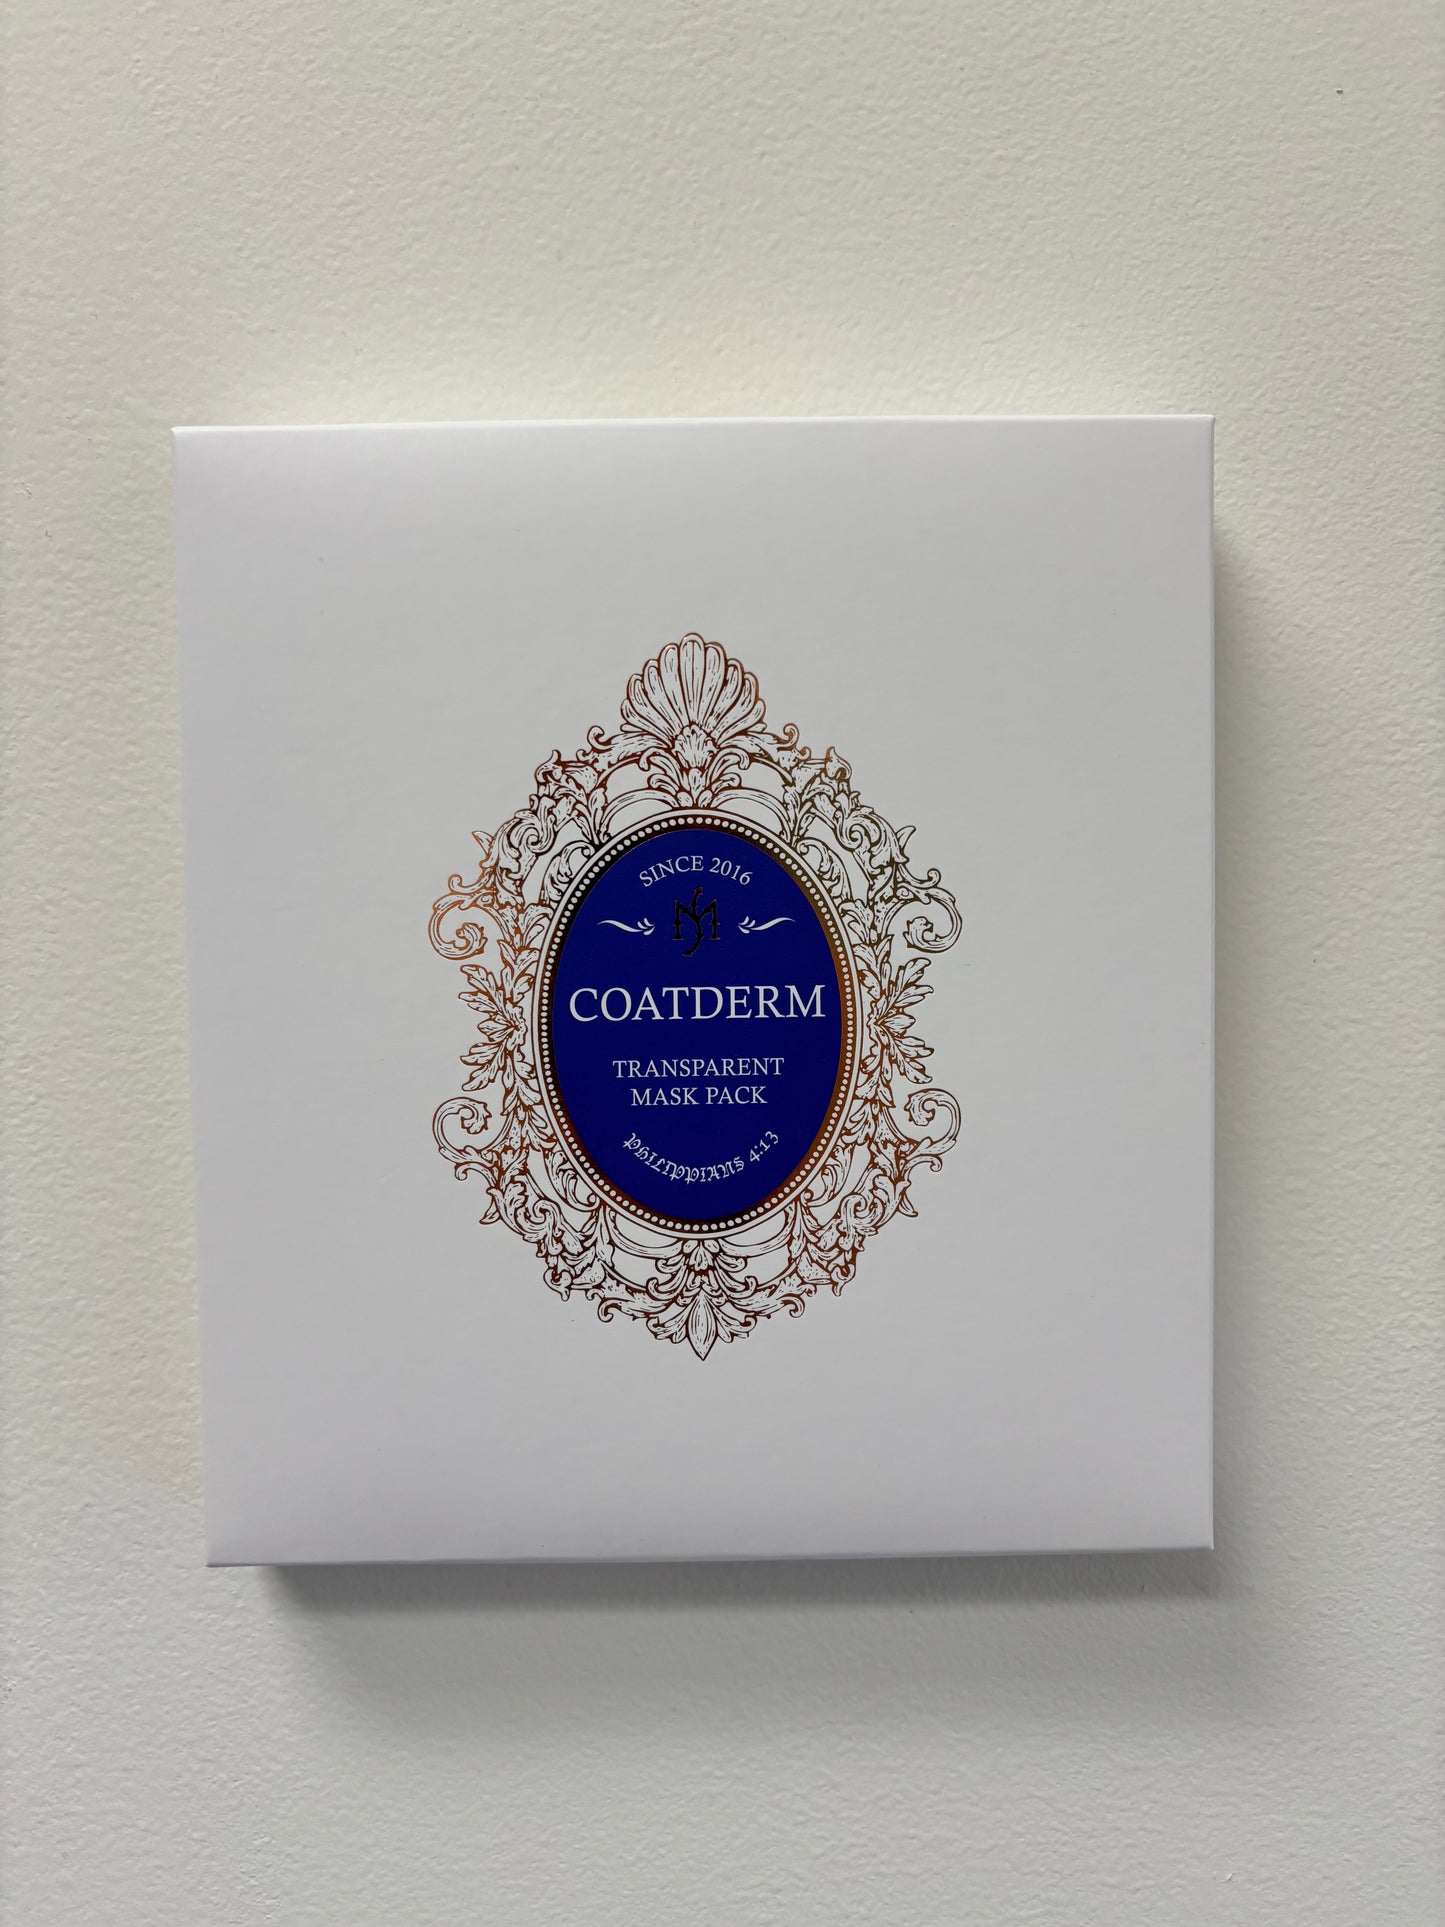 SINCE 2016
COATDERM
TRANSPARENT
MASK PACK
PHILIPPIANS 4:13